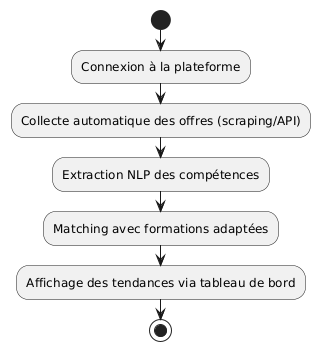 Connexion à la plateforme
Collecte automatique des offres (scraping/API)
Extraction NLP des compétences
Matching avec formations adaptées
Affichage des tendances via tableau de bord